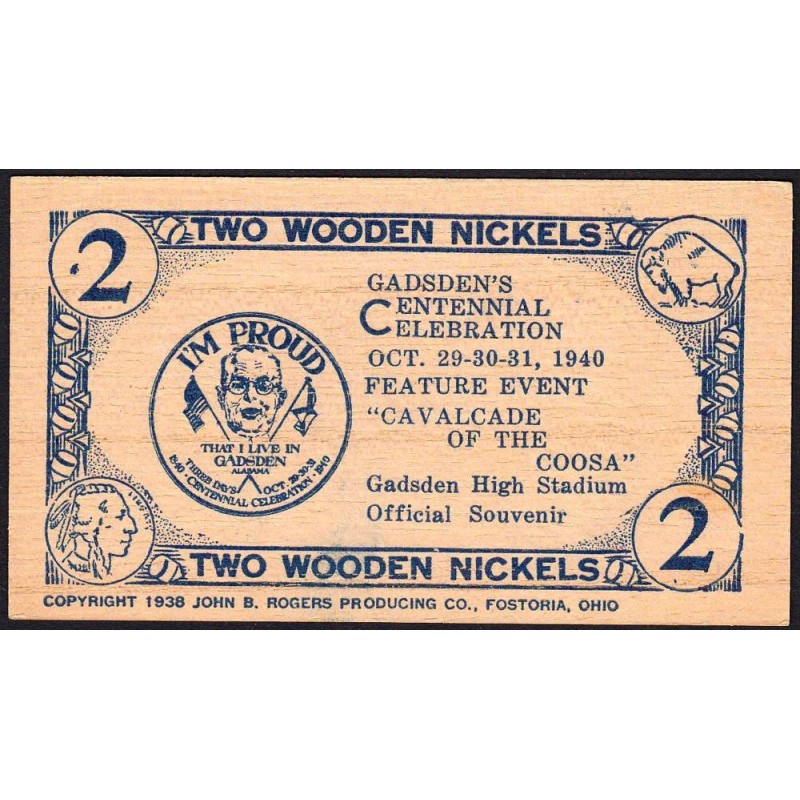 TWO WOODEN NICKELS
2
GADSDEN'S
CENTENNIAL
CELEBRATION
OCT. 29-30-31, 1940
FEATURE EVENT
"CAVALCADE
OF THE
COOSA"
Gadsden High Stadium
Official Souvenir
I'M PROUD
THAT I LIVE IN
GADSDEN
ALABAMA
THREE DAYS OCT. 29-30-31
1840 · CENTENNIAL CELEBRATION · 1940
2
TWO WOODEN NICKELS
COPYRIGHT 1938 JOHN B. ROGERS PRODUCING CO., FOSTORIA, OHIO